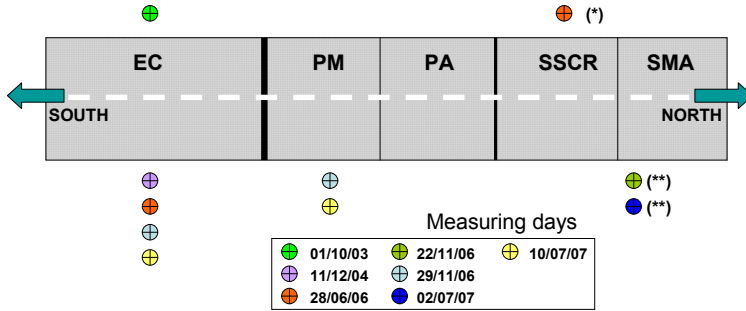 (*)
EC PM PA SSCR SMA
SOUTH NORTH
(**)
(**)
Measuring days
01/10/03 22/11/06 10/07/07
11/12/04 29/11/06
28/06/06 02/07/07